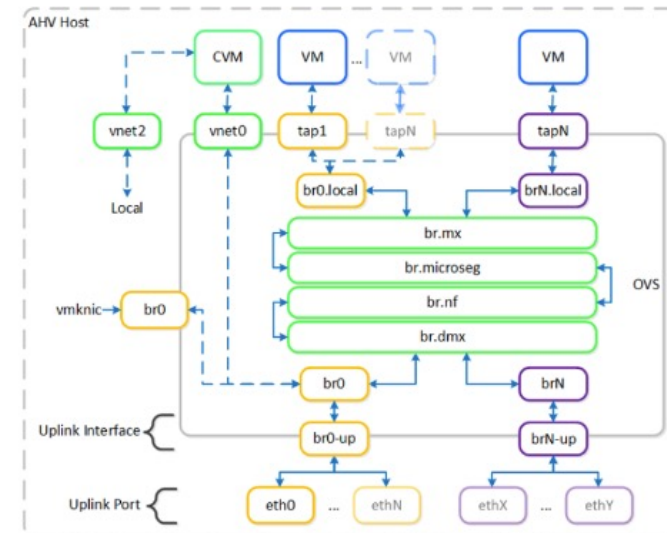 AHV Host
CVM VM ... VM VM
vnet2 vnet0 tap1 tapN tapN
br0.local brN.local
Local
br.mx
br.microseg
OVS
br.nf
vmknic br0
br.dmx
br0 brN
Uplink Interface br0-up brN-up
Uplink Port eth0 ... ethN ethX ... ethY